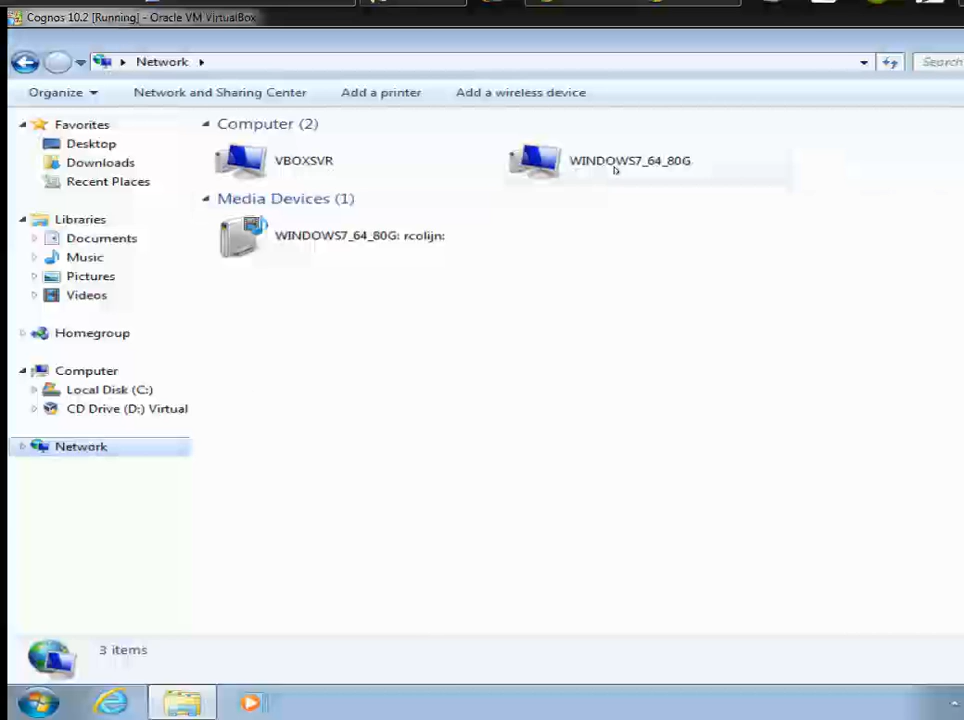 Cognos 10.2 [Running] - Oracle VM VirtualBox
Network
Search
Organize
Network and Sharing Center
Add a printer
Add a wireless device
Favorites
Desktop
Downloads
Recent Places
Libraries
Documents
Music
Pictures
Videos
Homegroup
Computer
Local Disk (C:)
CD Drive (D:) Virtual
Network
Computer (2)
VBOXSVR
WINDOWS7_64_80G
Media Devices (1)
WINDOWS7_64_80G: rcolijn:
3 items